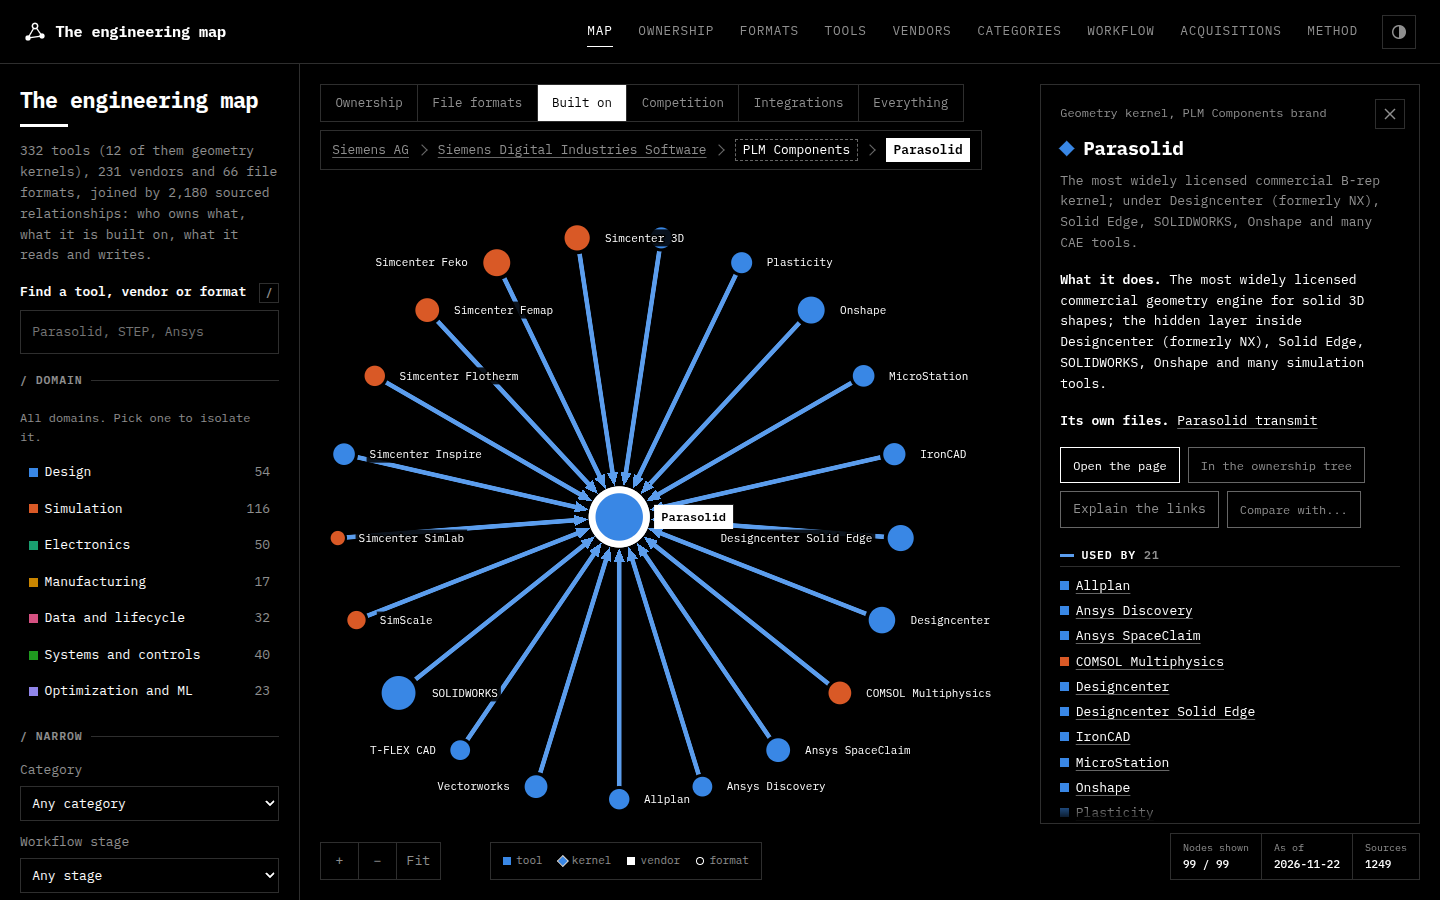 The engineering map
MAP
OWNERSHIP
FORMATS
TOOLS
VENDORS
CATEGORIES
WORKFLOW
ACQUISITIONS
METHOD
The engineering map
332 tools (12 of them geometry
kernels), 231 vendors and 66 file
formats, joined by 2,180 sourced
relationships: who owns what,
what it is built on, what it
reads and writes.
Find a tool, vendor or format /
Parasolid, STEP, Ansys
/ DOMAIN
All domains. Pick one to isolate
it.
Design 54
Simulation 116
Electronics 50
Manufacturing 17
Data and lifecycle 32
Systems and controls 40
Optimization and ML 23
/ NARROW
Category
Any category
Workflow stage
Any stage
Ownership
File formats
Built on
Competition
Integrations
Everything
Siemens AG
Siemens Digital Industries Software
PLM Components
Parasolid
Simcenter 3D
Simcenter Feko
Plasticity
Simcenter Femap
Onshape
Simcenter Flotherm
MicroStation
Simcenter Inspire
IronCAD
Parasolid
Simcenter Simlab
Designcenter Solid Edge
SimScale
Designcenter
SOLIDWORKS
COMSOL Multiphysics
T-FLEX CAD
Ansys SpaceClaim
Vectorworks
Allplan
Ansys Discovery
+
−
Fit
tool
kernel
vendor
format
Geometry kernel, PLM Components brand
Parasolid
The most widely licensed commercial B-rep
kernel; under Designcenter (formerly NX),
Solid Edge, SOLIDWORKS, Onshape and many
CAE tools.
What it does. The most widely licensed
commercial geometry engine for solid 3D
shapes; the hidden layer inside
Designcenter (formerly NX), Solid Edge,
SOLIDWORKS, Onshape and many simulation
tools.
Its own files. Parasolid transmit
Open the page
In the ownership tree
Explain the links
Compare with...
USED BY 21
Allplan
Ansys Discovery
Ansys SpaceClaim
COMSOL Multiphysics
Designcenter
Designcenter Solid Edge
IronCAD
MicroStation
Onshape
Plasticity
Nodes shown
99 / 99
As of
2026-11-22
Sources
1249